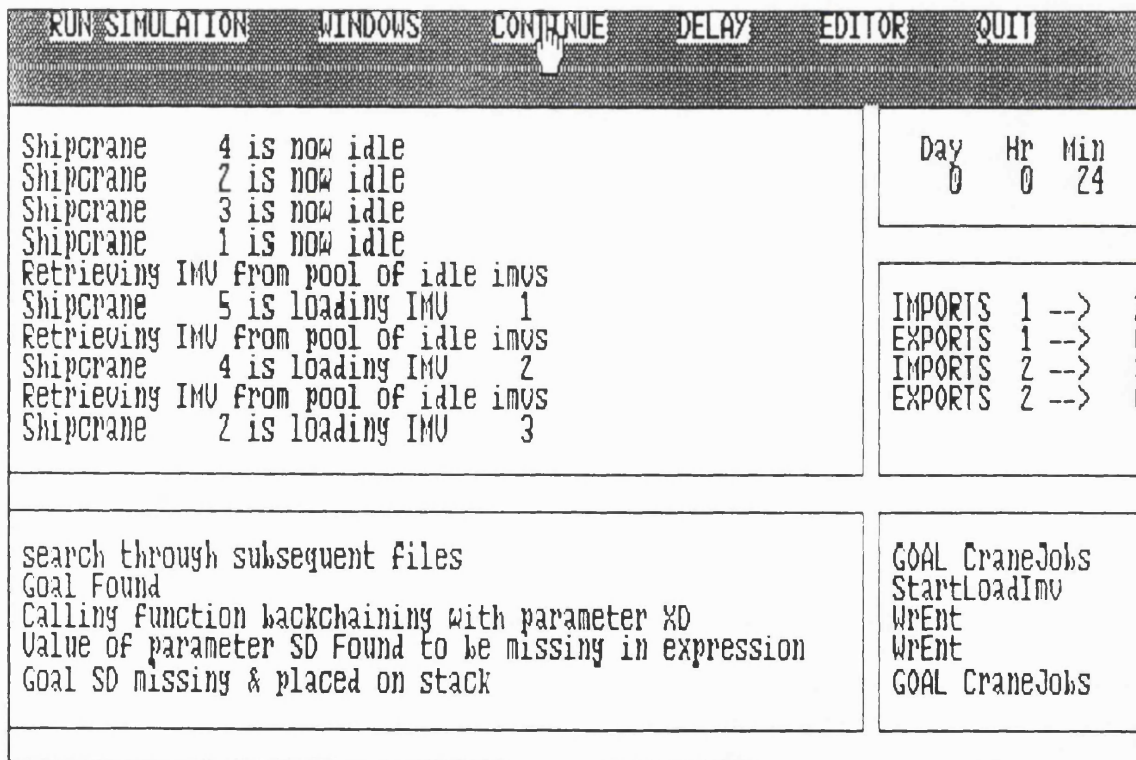 RUN SIMULATION WINDOWS CONTINUE DELAY EDITOR QUIT
Shipcrane 4 is now idle
Shipcrane 2 is now idle
Shipcrane 3 is now idle
Shipcrane 1 is now idle
Retrieving IMV from pool of idle imvs
Shipcrane 5 is loading IMV 1
Retrieving IMV from pool of idle imvs
Shipcrane 4 is loading IMV 2
Retrieving IMV from pool of idle imvs
Shipcrane 2 is loading IMV 3
Day Hr Min
0 0 24
IMPORTS 1 -->
EXPORTS 1 -->
IMPORTS 2 -->
EXPORTS 2 -->
search through subsequent files
Goal Found
Calling function backchaining with parameter XD
Value of parameter SD Found to be missing in expression
Goal SD missing & placed on stack
GOAL CraneJobs
StartLoadImv
WrEnt
WrEnt
GOAL CraneJobs